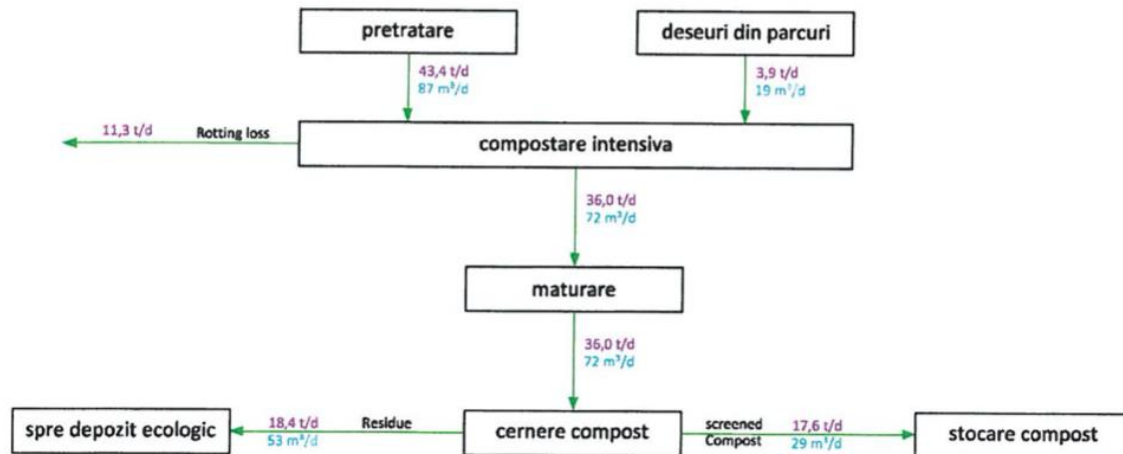 pretratare
deseuri din parcuri
43,4 t/d
87 m³/d
3,9 t/d
19 m³/d
11,3 t/d Rotting loss
compostare intensiva
36,0 t/d
72 m³/d
maturare
36,0 t/d
72 m³/d
spre depozit ecologic
18,4 t/d Residue
53 m³/d
cernere compost
screened 17,6 t/d
Compost 29 m³/d
stocare compost